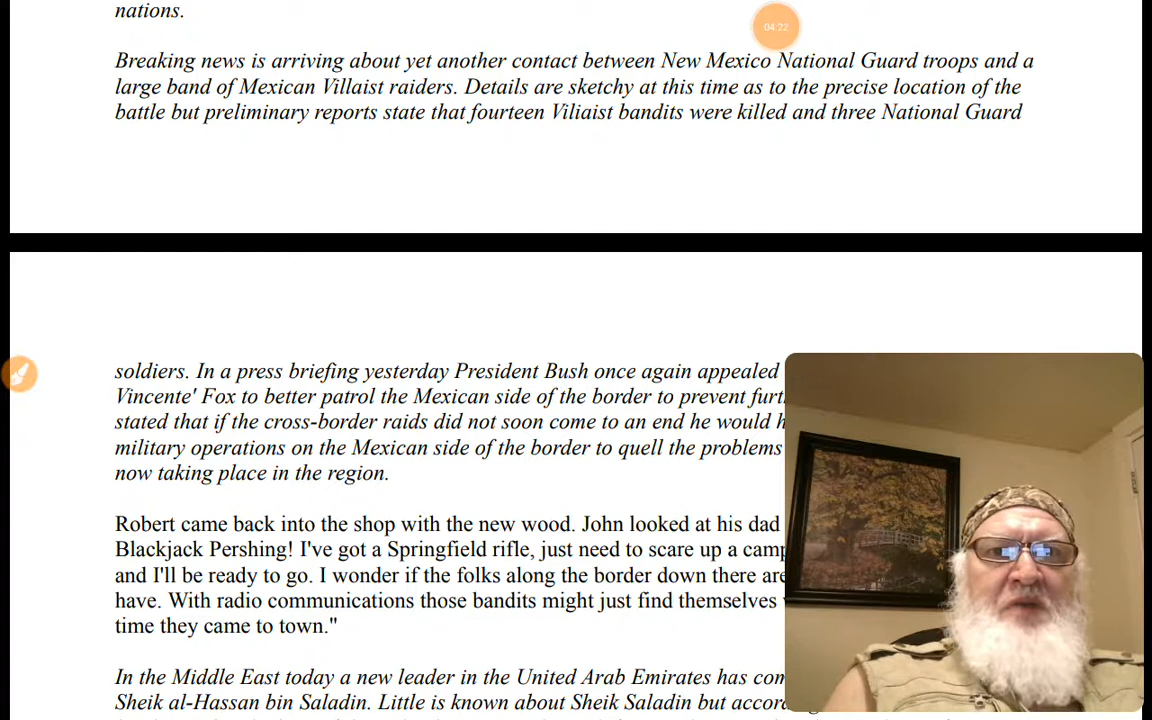 nations.
04:22
Breaking news is arriving about yet another contact between New Mexico National Guard troops and a
large band of Mexican Villaist raiders. Details are sketchy at this time as to the precise location of the
battle but preliminary reports state that fourteen Viliaist bandits were killed and three National Guard
soldiers. In a press briefing yesterday President Bush once again appealed
Vincente' Fox to better patrol the Mexican side of the border to prevent
stated that if the cross-border raids did not soon come to an end he would
military operations on the Mexican side of the border to quell the problems
now taking place in the region.
Robert came back into the shop with the new wood. John looked at his dad
Blackjack Pershing! I've got a Springfield rifle, just need to scare up a
and I'll be ready to go. I wonder if the folks along the border down there are
have. With radio communications those bandits might just find themselves
time they came to town."
In the Middle East today a new leader in the United Arab Emirates has
Sheik al-Hassan bin Saladin. Little is known about Sheik Saladin but